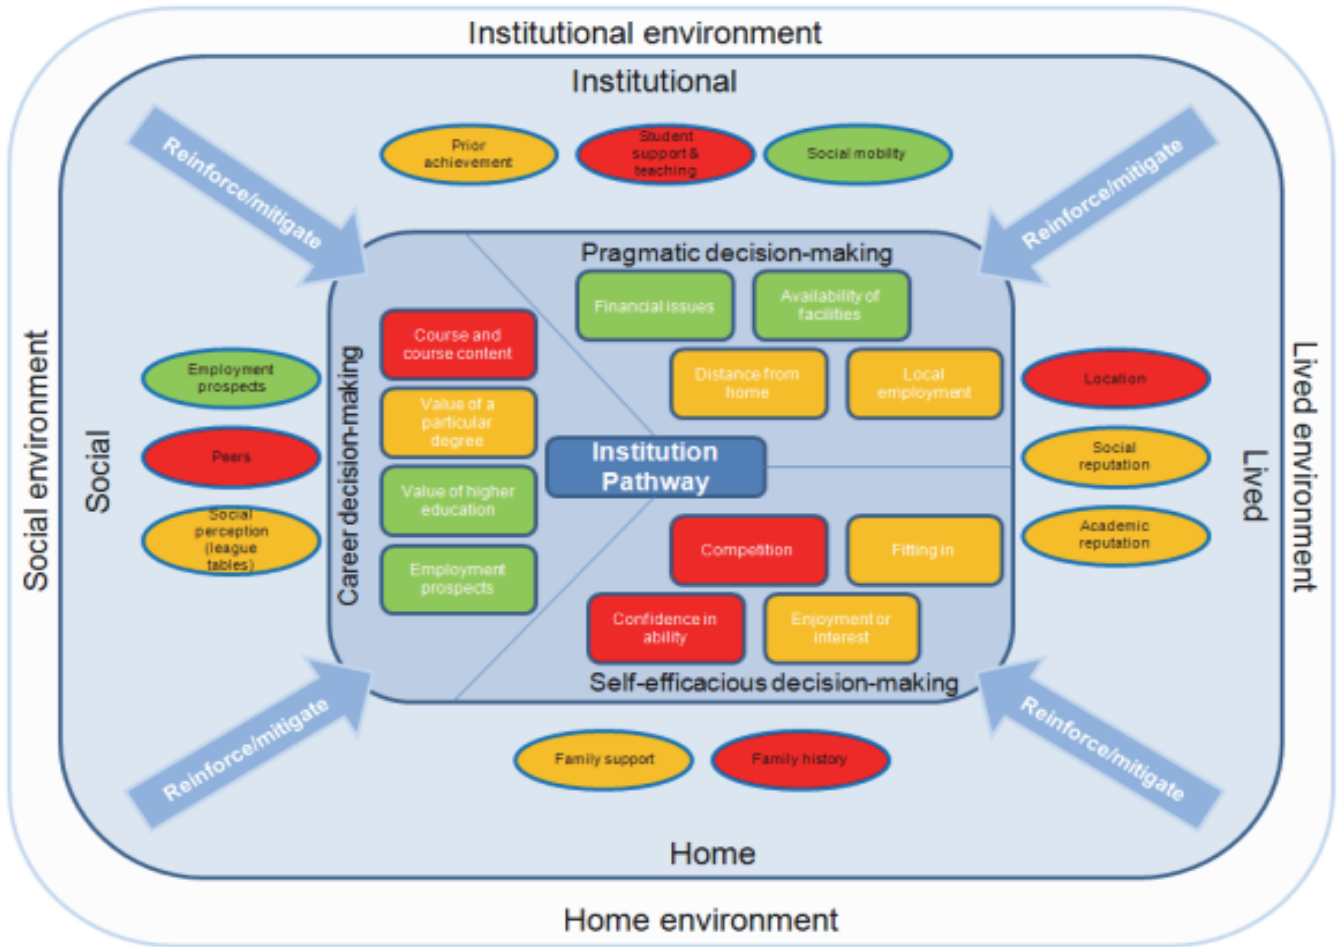 Institutional environment
Institutional
Prior
achievement
Student
support &
teaching
Social mobility
Reinforce/mitigate
Reinforce/mitigate
Pragmatic decision-making
Financial issues
Availability of
facilities
Distance from
home
Local
employment
Career decision-making
Course and
course content
Value of a
particular
degree
Value of higher
education
Employment
prospects
Institution
Pathway
Competition
Fitting in
Confidence in
ability
Enjoyment or
interest
Self-efficacious decision-making
Social environment
Social
Employment
prospects
Peers
Social
perception
(league
tables)
Location
Social
reputation
Academic
reputation
Lived
Lived environment
Reinforce/mitigate
Reinforce/mitigate
Family support
Family history
Home
Home environment